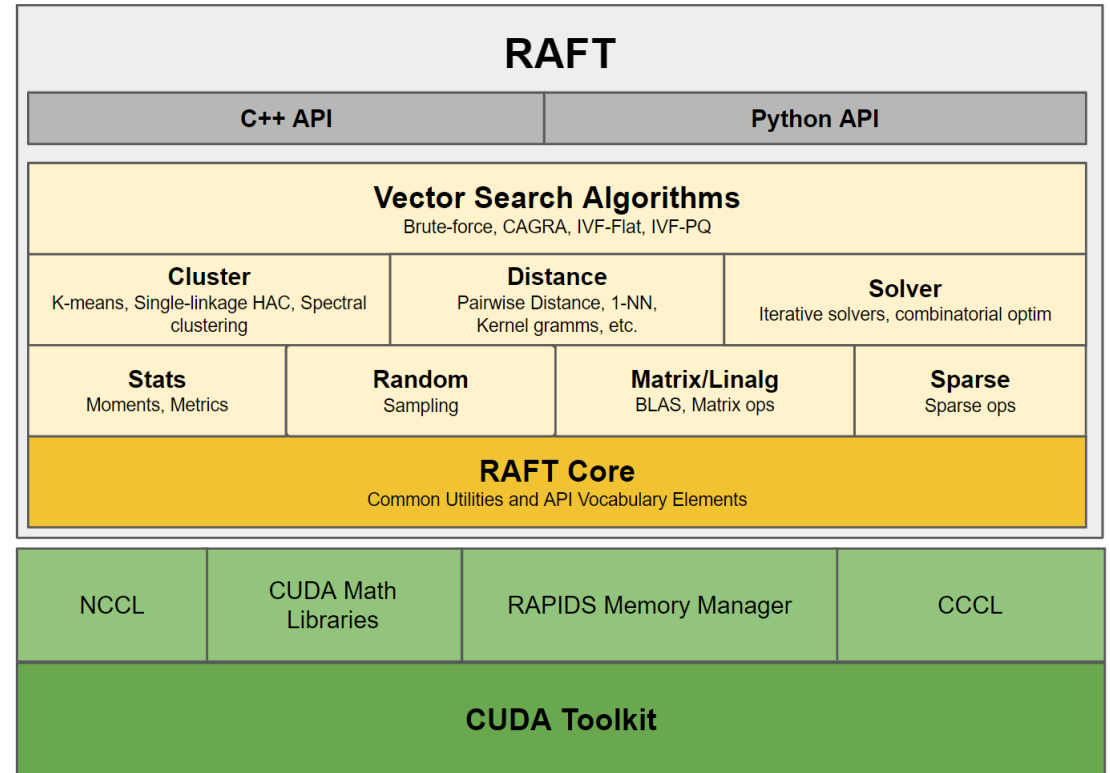 RAFT
C++ API
Python API
Vector Search Algorithms
Brute-force, CAGRA, IVF-Flat, IVF-PQ
Cluster
K-means, Single-linkage HAC, Spectral
clustering
Distance
Pairwise Distance, 1-NN,
Kernel gramms, etc.
Solver
Iterative solvers, combinatorial optim
Stats
Moments, Metrics
Random
Sampling
Matrix/Linalg
BLAS, Matrix ops
Sparse
Sparse ops
RAFT Core
Common Utilities and API Vocabulary Elements
NCCL
CUDA Math
Libraries
RAPIDS Memory Manager
CCCL
CUDA Toolkit